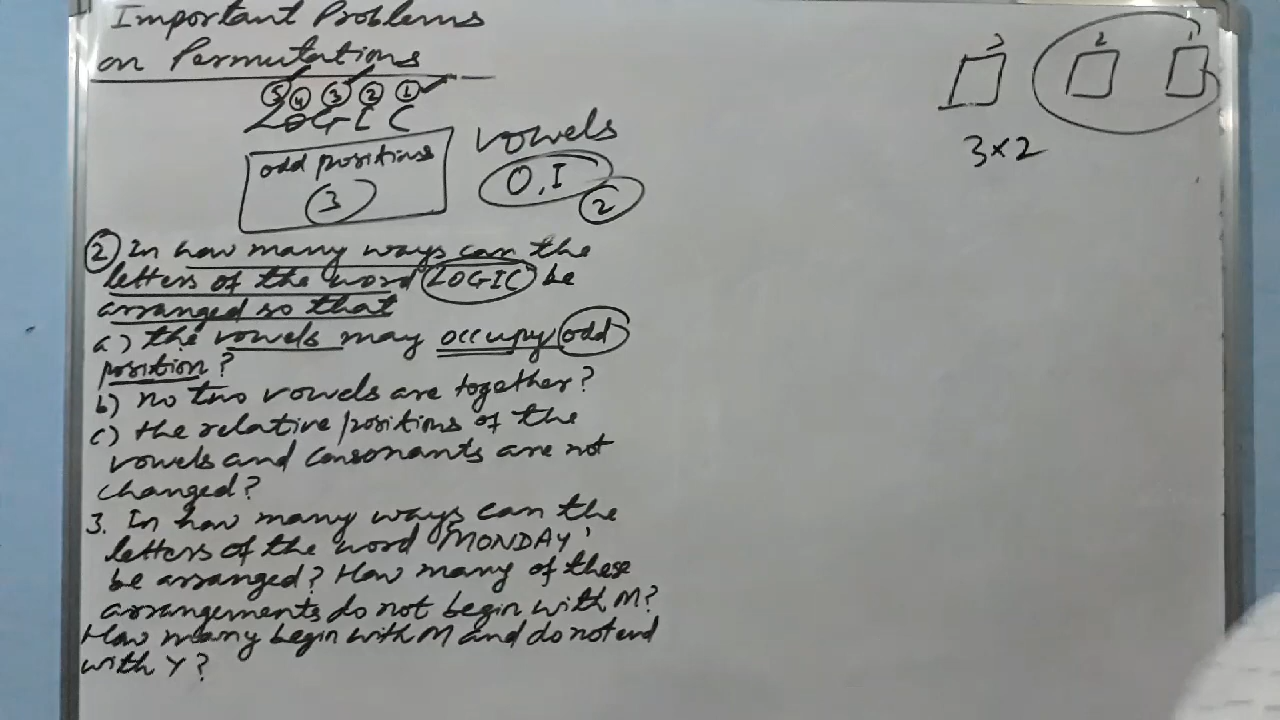 Important Problems
on Permutations
5 4 3 2 1
LOGIC
odd positions
3
vowels
O, I
2
2 In how many ways can the
letters of the word LOGIC be
arranged so that
a) the vowels may occupy odd
position?
b) no two vowels are together?
c) the relative positions of the
vowels and consonants are not
changed?
3. In how many ways can the
letters of the word 'MONDAY'
be arranged? How many of these
arrangements do not begin with M?
How many begin with M and do not end
with Y?
3 2 1
3×2